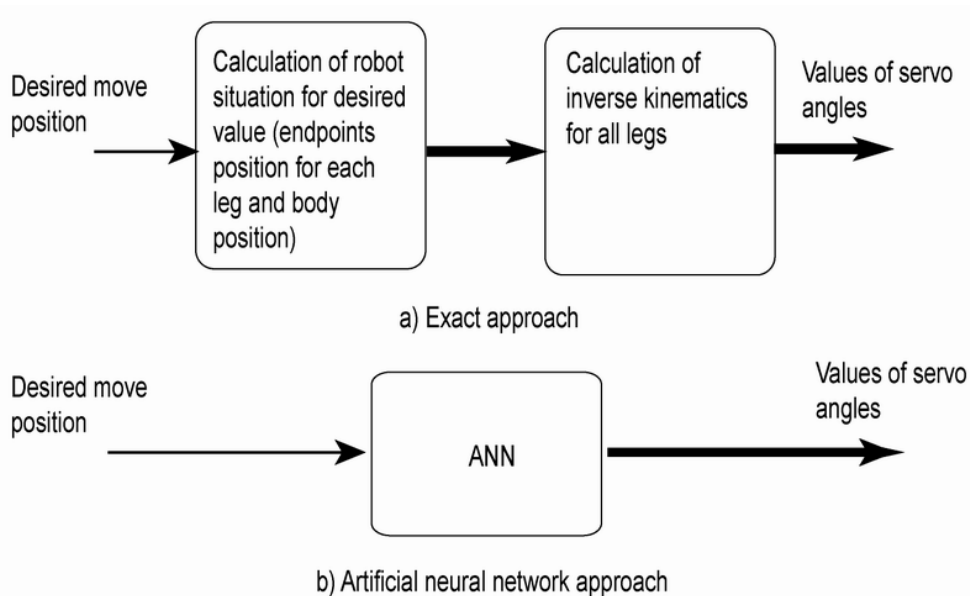 Desired move
position
Calculation of robot
situation for desired
value (endpoints
position for each
leg and body
position)
Calculation of
inverse kinematics
for all legs
Values of servo
angles
a) Exact approach
Desired move
position
ANN
Values of servo
angles
b) Artificial neural network approach